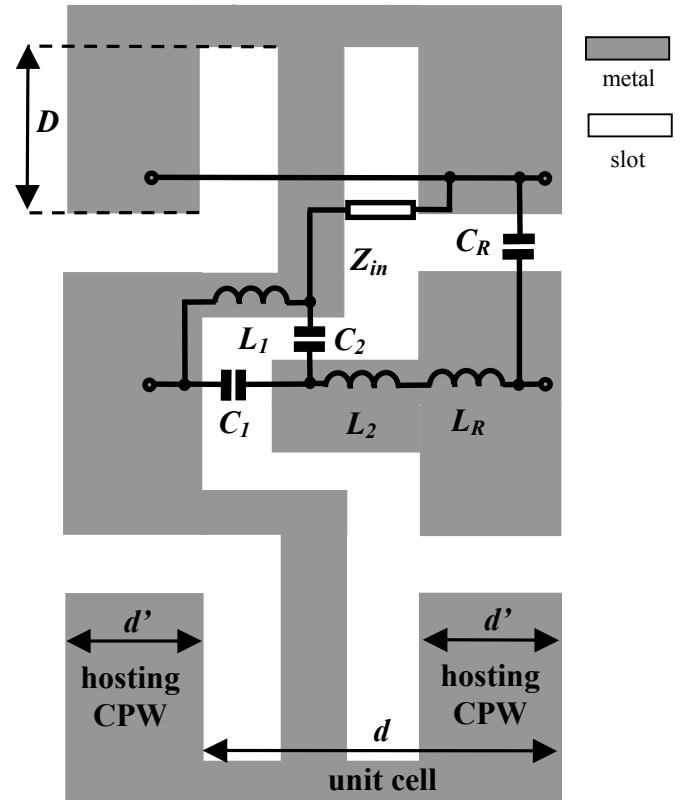 metal
D
slot
C_R
Z_in
L_1
C_2
C_1
L_2
L_R
d'
d'
hosting
CPW
hosting
CPW
d
unit cell